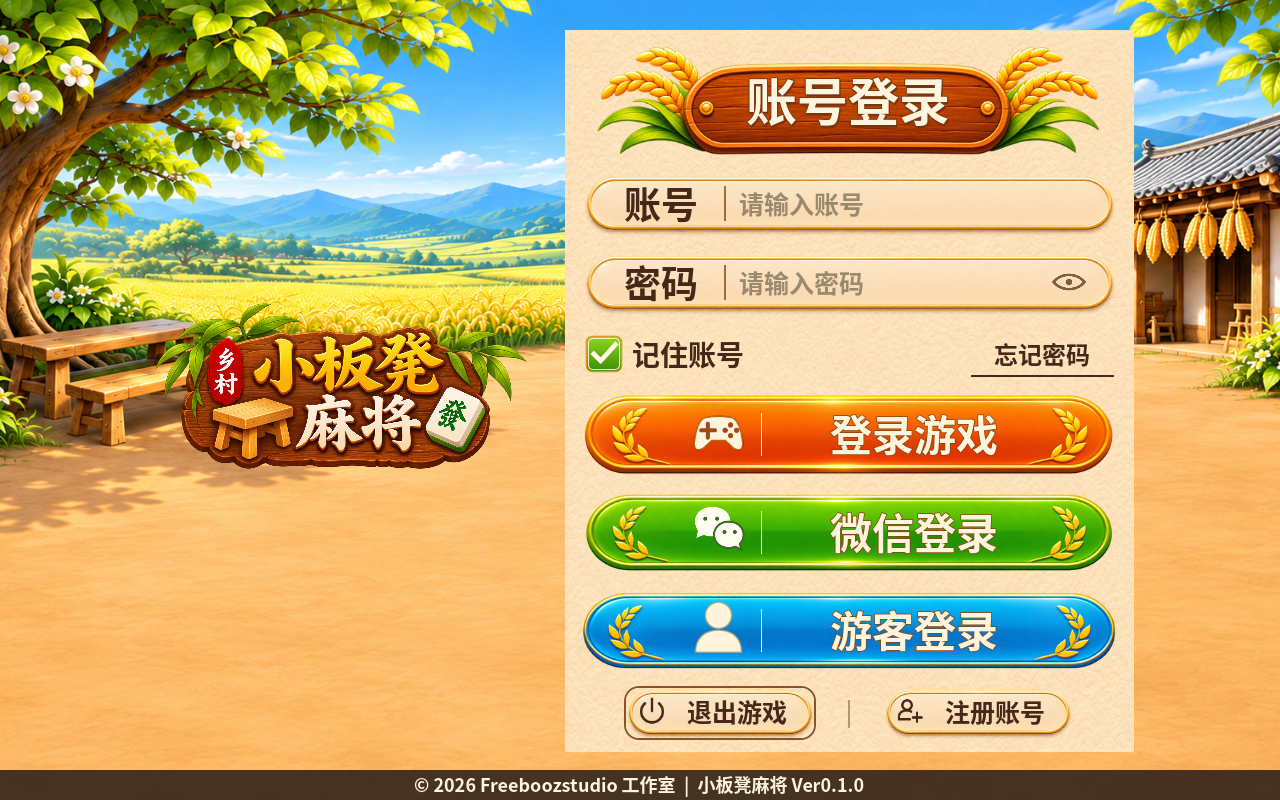 乡村
小板凳
麻将
發
账号登录
账号 请输入账号
密码 请输入密码
记住账号 忘记密码
登录游戏
微信登录
游客登录
退出游戏 | 注册账号
© 2026 Freeboozstudio 工作室 | 小板凳麻将 Ver0.1.0